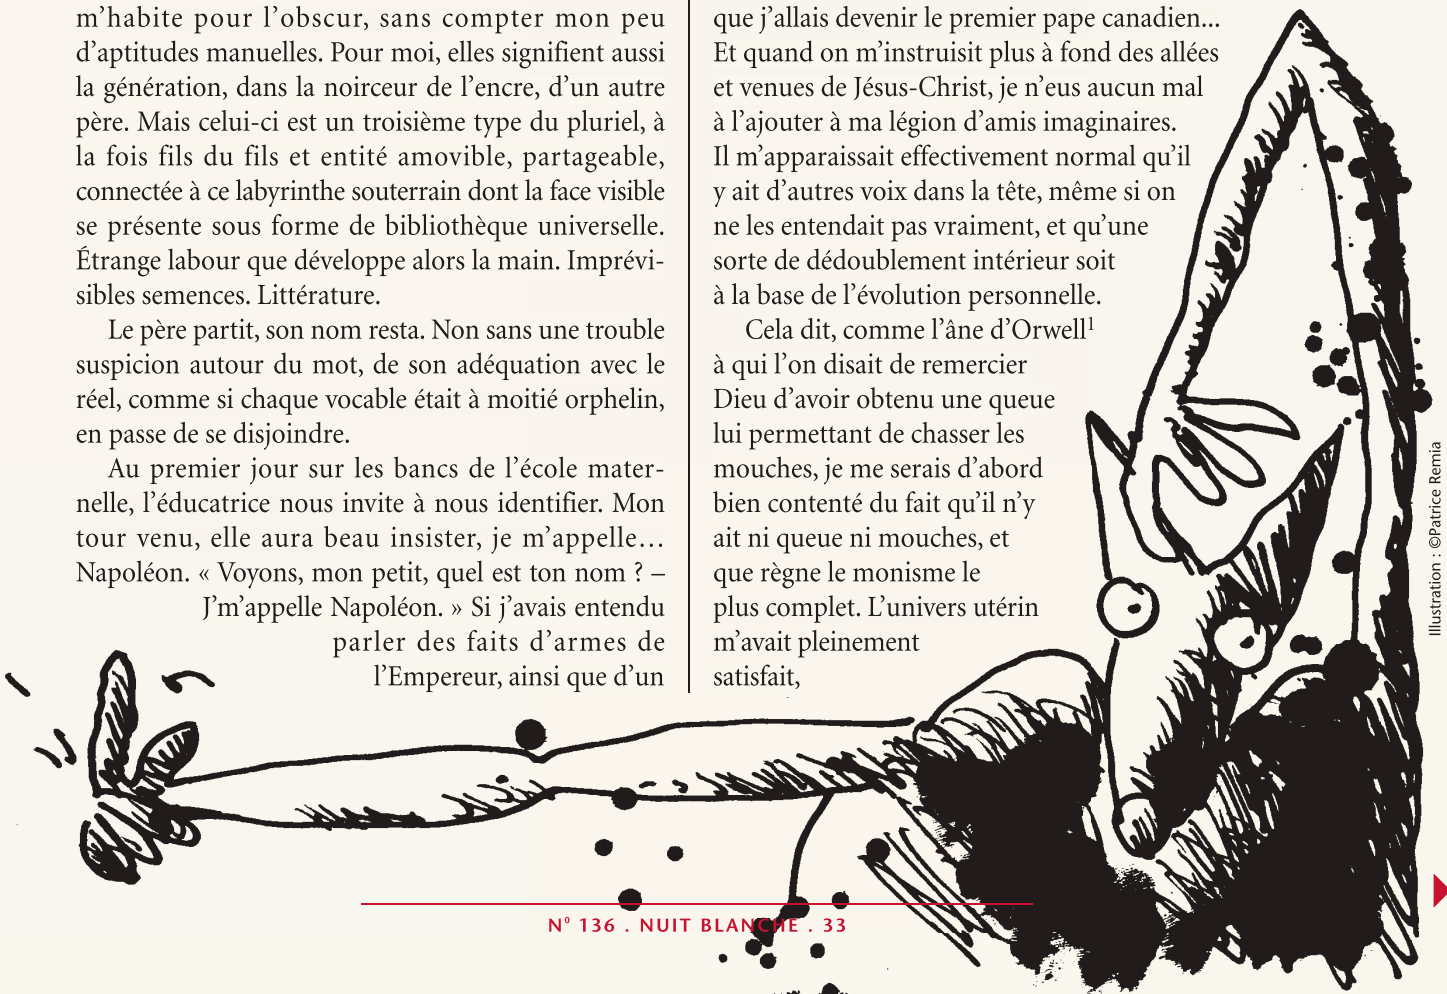 m’habite pour l’obscur, sans compter mon peu
d’aptitudes manuelles. Pour moi, elles signifient aussi
la génération, dans la noirceur de l’encre, d’un autre
père. Mais celui-ci est un troisième type du pluriel, à
la fois fils du fils et entité amovible, partageable,
connectée à ce labyrinthe souterrain dont la face visible
se présente sous forme de bibliothèque universelle.
Étrange labour que développe alors la main. Imprévi-
sibles semences. Littérature.
Le père partit, son nom resta. Non sans une trouble
suspicion autour du mot, de son adéquation avec le
réel, comme si chaque vocable était à moitié orphelin,
en passe de se disjoindre.
Au premier jour sur les bancs de l’école mater-
nelle, l’éducatrice nous invite à nous identifier. Mon
tour venu, elle aura beau insister, je m’appelle…
Napoléon. « Voyons, mon petit, quel est ton nom ? –
J’m’appelle Napoléon. » Si j’avais entendu
parler des faits d’armes de
l’Empereur, ainsi que d’un
que j’allais devenir le premier pape canadien...
Et quand on m’instruisit plus à fond des allées
et venues de Jésus-Christ, je n’eus aucun mal
à l’ajouter à ma légion d’amis imaginaires.
Il m’apparaissait effectivement normal qu’il
y ait d’autres voix dans la tête, même si on
ne les entendait pas vraiment, et qu’une
sorte de dédoublement intérieur soit
à la base de l’évolution personnelle.
Cela dit, comme l’âne d’Orwell¹
à qui l’on disait de remercier
Dieu d’avoir obtenu une queue
lui permettant de chasser les
mouches, je me serais d’abord
bien contenté du fait qu’il n’y
ait ni queue ni mouches, et
que règne le monisme le
plus complet. L’univers utérin
m’avait pleinement
satisfait,
Illustration : ©Patrice Remia
N⁰ 136 . NUIT BLANCHE . 33